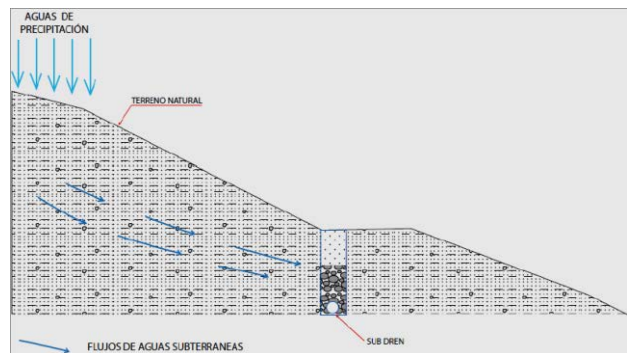 AGUAS DE
PRECIPITACIÓN
TERRENO NATURAL
SUB DREN
FLUJOS DE AGUAS SUBTERRANEAS